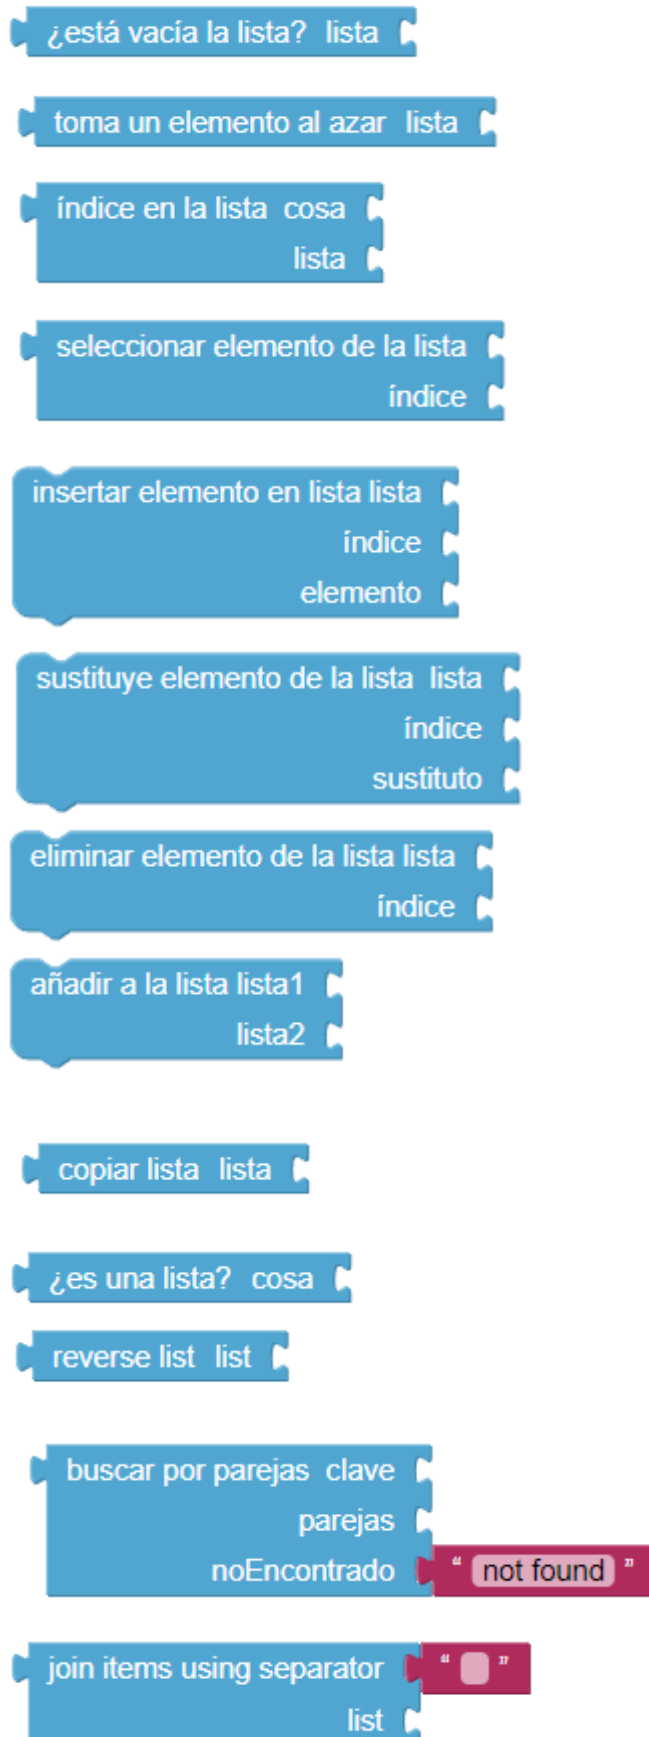 ¿está vacía la lista? lista
toma un elemento al azar lista
índice en la lista cosa
lista
seleccionar elemento de la lista
índice
insertar elemento en lista lista
índice
elemento
sustituye elemento de la lista lista
índice
sustituto
eliminar elemento de la lista lista
índice
añadir a la lista lista1
lista2
copiar lista lista
¿es una lista? cosa
reverse list list
buscar por parejas clave
parejas
noEncontrado “ not found ”
join items using separator “ ”
list